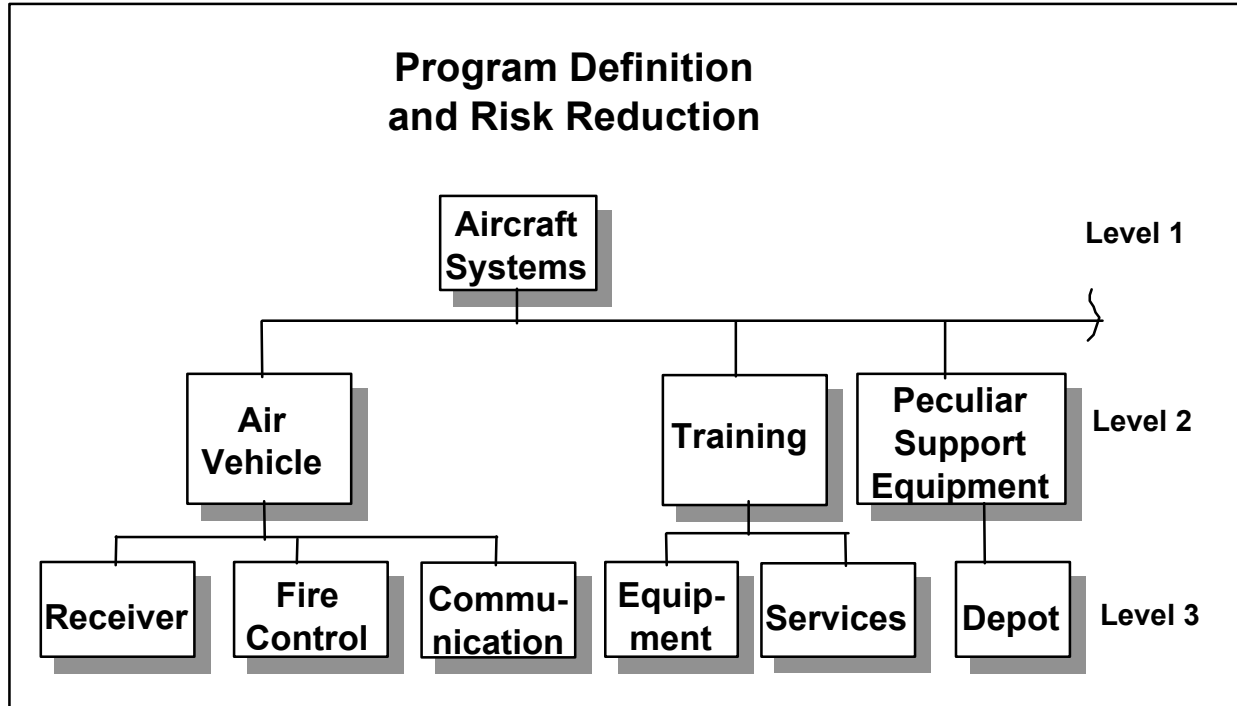 Program Definition
and Risk Reduction
Aircraft
Systems
Level 1
Air
Vehicle
Training
Peculiar
Support
Equipment
Level 2
Receiver
Fire
Control
Commu-
nication
Equip-
ment
Services
Depot
Level 3